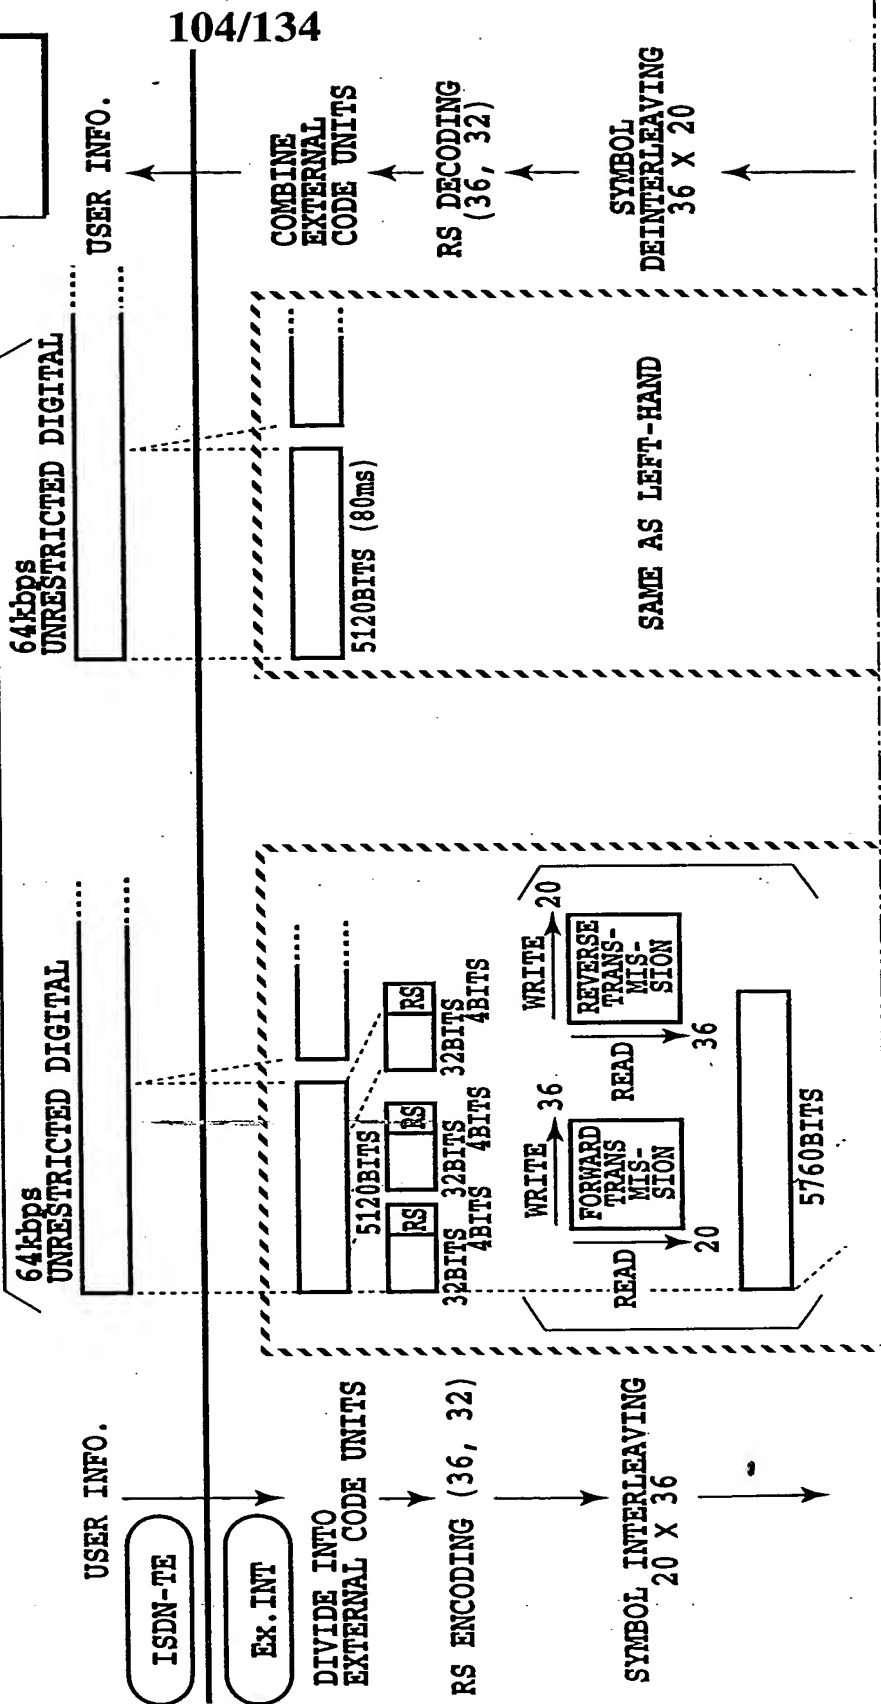 104/134
64kbps
UNRESTRICTED DIGITAL
64kbps
UNRESTRICTED DIGITAL
USER INFO.
USER INFO.
ISDN-TE
Ex.INT
DIVIDE INTO
EXTERNAL CODE UNITS
5120BITS
5120BITS (80ms)
COMBINE
EXTERNAL
CODE UNITS
RS ENCODING (36, 32)
RS
RS
RS
32BITS
4BITS
32BITS
4BITS
32BITS
4BITS
RS DECODING
(36, 32)
SYMBOL INTERLEAVING
20 X 36
WRITE
36
FORWARD
TRANS
MIS-
SION
READ
20
WRITE
20
REVERSE
TRANS-
MIS-
SION
READ
36
5760BITS
SAME AS LEFT-HAND
SYMBOL
DEINTERLEAVING
36 X 20